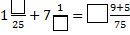 1 □/25 + 7 1/□ = □ 9+5/75